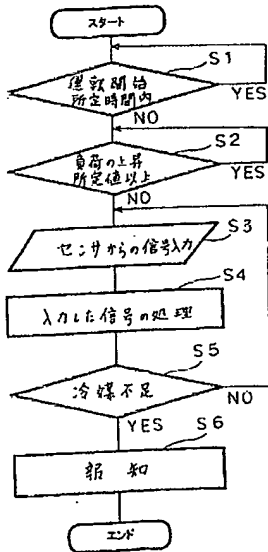 スタート
S1
運転開始
所定時間内
YES
NO
S2
負荷の上昇
所定値以上
YES
NO
S3
センサからの信号入力
S4
入力した信号の処理
S5
冷媒不足
NO
YES
S6
報知
エンド